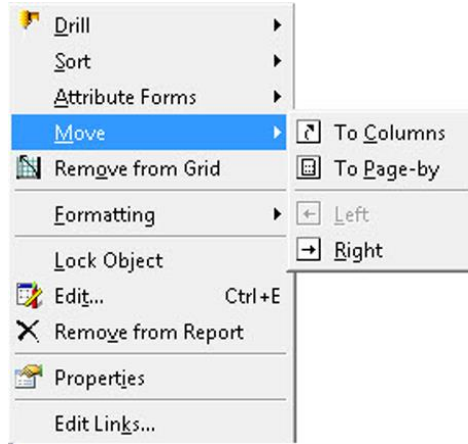 Drill
Sort
Attribute Forms
Move
Remove from Grid
Formatting
Lock Object
Edit... Ctrl+E
Remove from Report
Properties
Edit Links...
To Columns
To Page-by
Left
Right